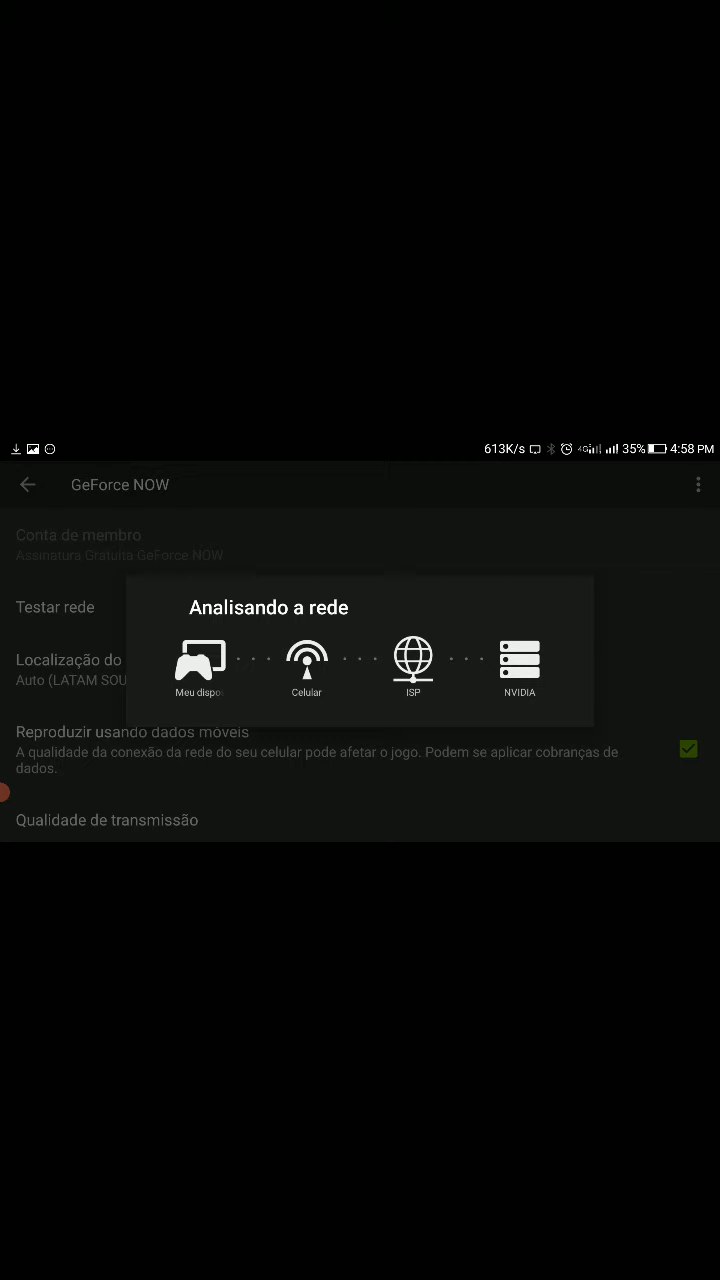 613K/s 4G 35% 4:58 PM
GeForce NOW
Conta de membro
Assinatura Gratuita GeForce NOW
Testar rede
Analisando a rede
Localização do
Auto (LATAM SOU
Meu dispo
Celular
ISP
NVIDIA
Reproduzir usando dados móveis
A qualidade da conexão da rede do seu celular pode afetar o jogo. Podem se aplicar cobranças de
dados.
Qualidade de transmissão